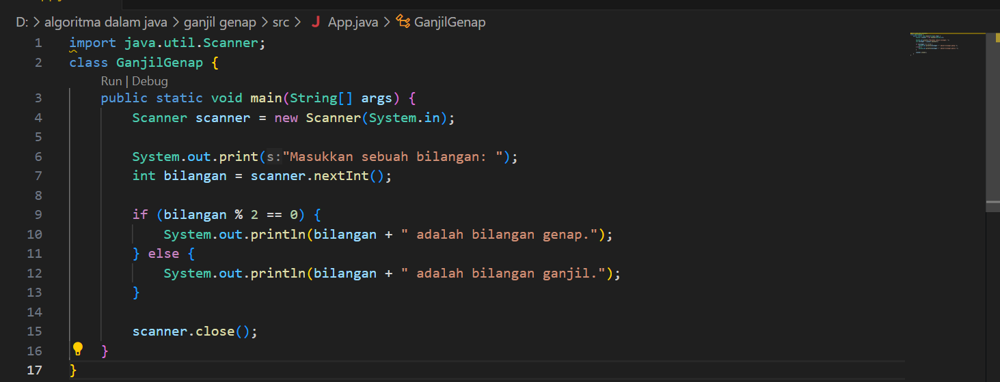 D: > algoritma dalam java > ganjil genap > src > J App.java > GanjilGenap
1 import java.util.Scanner;
2 class GanjilGenap {
Run | Debug
3 public static void main(String[] args) {
4 Scanner scanner = new Scanner(System.in);
5
6 System.out.print(s:"Masukkan sebuah bilangan: ");
7 int bilangan = scanner.nextInt();
8
9 if (bilangan % 2 == 0) {
10 System.out.println(bilangan + " adalah bilangan genap.");
11 } else {
12 System.out.println(bilangan + " adalah bilangan ganjil.");
13 }
14
15 scanner.close();
16 }
17 }